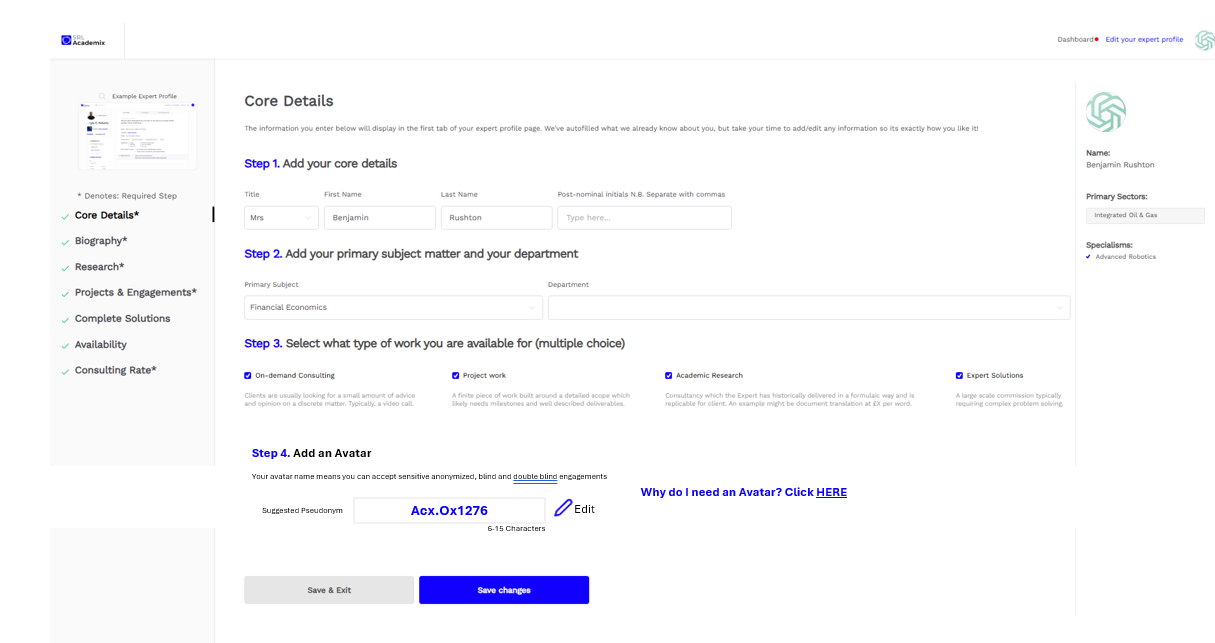 SRL
Academix
Dashboard
Edit your expert profile
Example Expert Profile
* Denotes: Required Step
Core Details*
Biography*
Research*
Projects & Engagements*
Complete Solutions
Availability
Consulting Rate*
Core Details
The information you enter below will display in the first tab of your expert profile page. We've autofilled what we already know about you, but take your time to add/edit any information so its exactly how you like it!
Step 1. Add your core details
Title First Name Last Name Post-nominal initials N.B. Separate with commas
Mrs Benjamin Rushton Type here...
Step 2. Add your primary subject matter and your department
Primary Subject Department
Financial Economics
Step 3. Select what type of work you are available for (multiple choice)
On-demand Consulting
Clients are usually looking for a small amount of advice
and opinion on a discrete matter. Typically, a video call.
Project work
A finite piece of work built around a detailed scope which
likely needs milestones and well described deliverables.
Academic Research
Consultancy which the Expert has historically delivered in a formulaic way and is
replicable for client. An example might be document translation at £X per word.
Expert Solutions
A large scale commission typically
requiring complex problem solving.
Step 4. Add an Avatar
Your avatar name means you can accept sensitive anonymized, blind and double blind engagements
Suggested Pseudonym Acx.Ox1276 Edit
6-15 Characters
Why do I need an Avatar? Click HERE
Save & Exit Save changes
Name:
Benjamin Rushton
Primary Sectors:
Integrated Oil & Gas
Specialisms:
Advanced Robotics